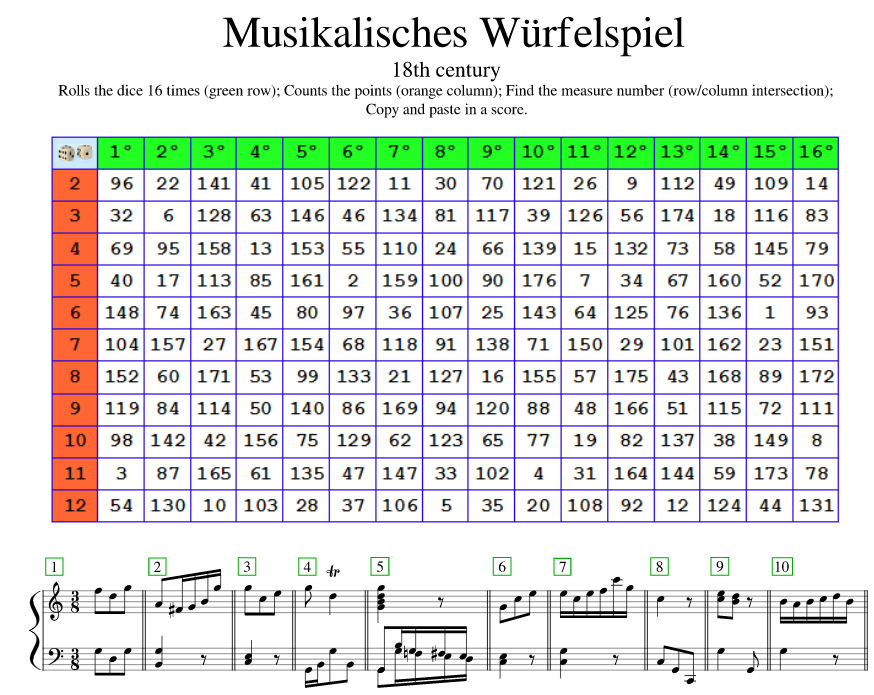 Musikalisches Würfelspiel
18th century
Rolls the dice 16 times (green row); Counts the points (orange column); Find the measure number (row/column intersection);
Copy and paste in a score.
1° 2° 3° 4° 5° 6° 7° 8° 9° 10° 11° 12° 13° 14° 15° 16°
2 96 22 141 41 105 122 11 30 70 121 26 9 112 49 109 14
3 32 6 128 63 146 46 134 81 117 39 126 56 174 18 116 83
4 69 95 158 13 153 55 110 24 66 139 15 132 73 58 145 79
5 40 17 113 85 161 2 159 100 90 176 7 34 67 160 52 170
6 148 74 163 45 80 97 36 107 25 143 64 125 76 136 1 93
7 104 157 27 167 154 68 118 91 138 71 150 29 101 162 23 151
8 152 60 171 53 99 133 21 127 16 155 57 175 43 168 89 172
9 119 84 114 50 140 86 169 94 120 88 48 166 51 115 72 111
10 98 142 42 156 75 129 62 123 65 77 19 82 137 38 149 8
11 3 87 165 61 135 47 147 33 102 4 31 164 144 59 173 78
12 54 130 10 103 28 37 106 5 35 20 108 92 12 124 44 131
1 2 3 4 5 6 7 8 9 10
tr
3
8
3
8